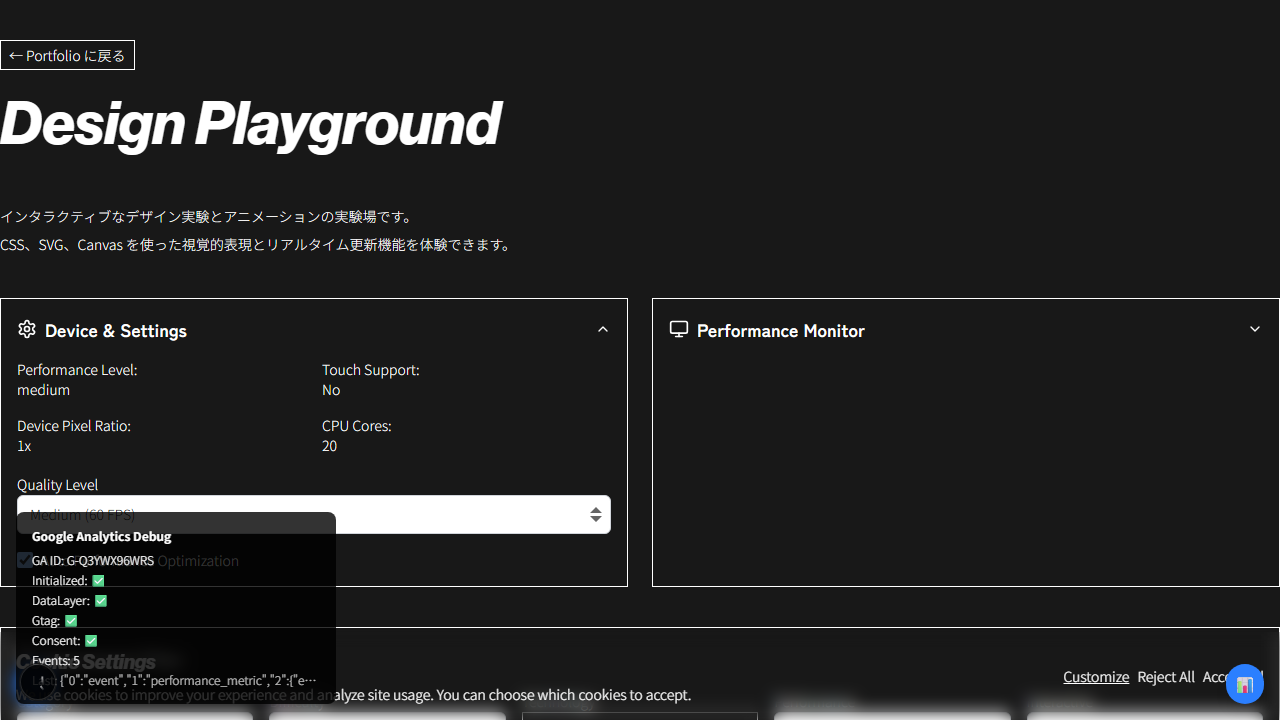 ← Portfolio に戻る
Design Playground
インタラクティブなデザイン実験とアニメーションの実験場です。
CSS、SVG、Canvas を使った視覚的表現とリアルタイム更新機能を体験できます。
Device & Settings
Performance Level:
medium
Touch Support:
No
Device Pixel Ratio:
1x
CPU Cores:
20
Quality Level
Medium (60 FPS)
Optimization
Performance Monitor
Google Analytics Debug
GA ID: G-Q3YWX96WRS
Initialized: ✅
DataLayer: ✅
Gtag: ✅
Consent: ✅
Events: 5
Last: {"0":"event","1":"performance_metric","2":{"e···
Cookie Settings
cookies to improve your experience and analyze site usage. You can choose which cookies to accept.
Customize
Reject All